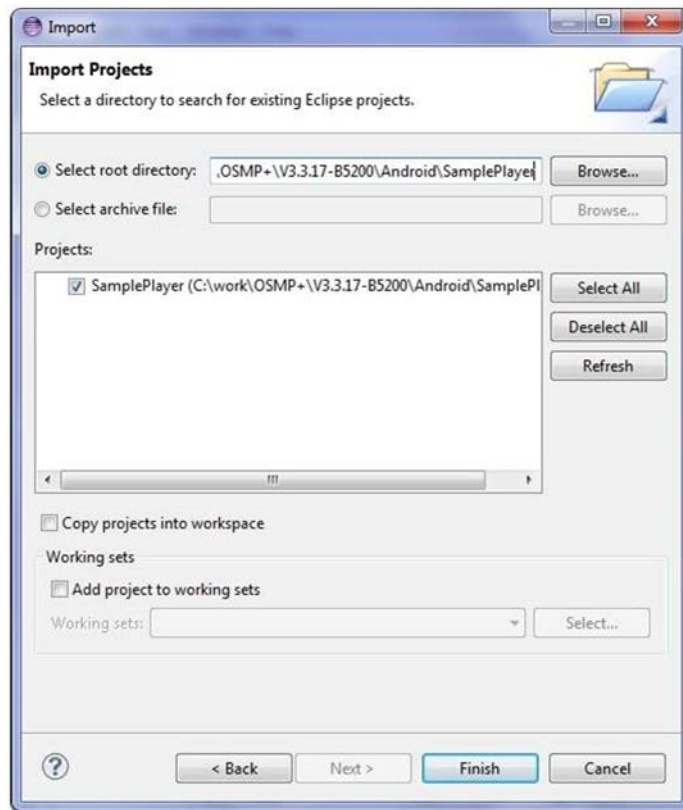 Import
Import Projects
Select a directory to search for existing Eclipse projects.
Select root directory: .OSMP+\V3.3.17-B5200\Android\SamplePlayer Browse...
Select archive file: Browse...
Projects:
SamplePlayer (C:\work\OSMP+\V3.3.17-B5200\Android\SamplePl
Select All
Deselect All
Refresh
Copy projects into workspace
Working sets
Add project to working sets
Working sets: Select...
? < Back Next > Finish Cancel